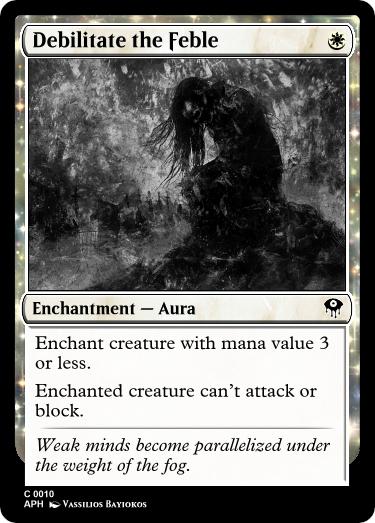 Debilitate the Feble
Enchantment — Aura
Enchant creature with mana value 3
or less.
Enchanted creature can't attack or
block.
Weak minds become parallelized under
the weight of the fog.
C 0010
APH Vassilios Bayiokos